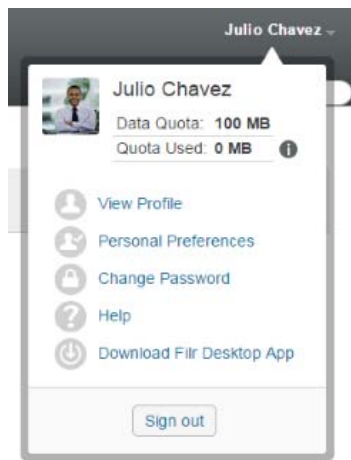 Julio Chavez
Julio Chavez
Data Quota: 100 MB
Quota Used: 0 MB
View Profile
Personal Preferences
Change Password
Help
Download Filr Desktop App
Sign out